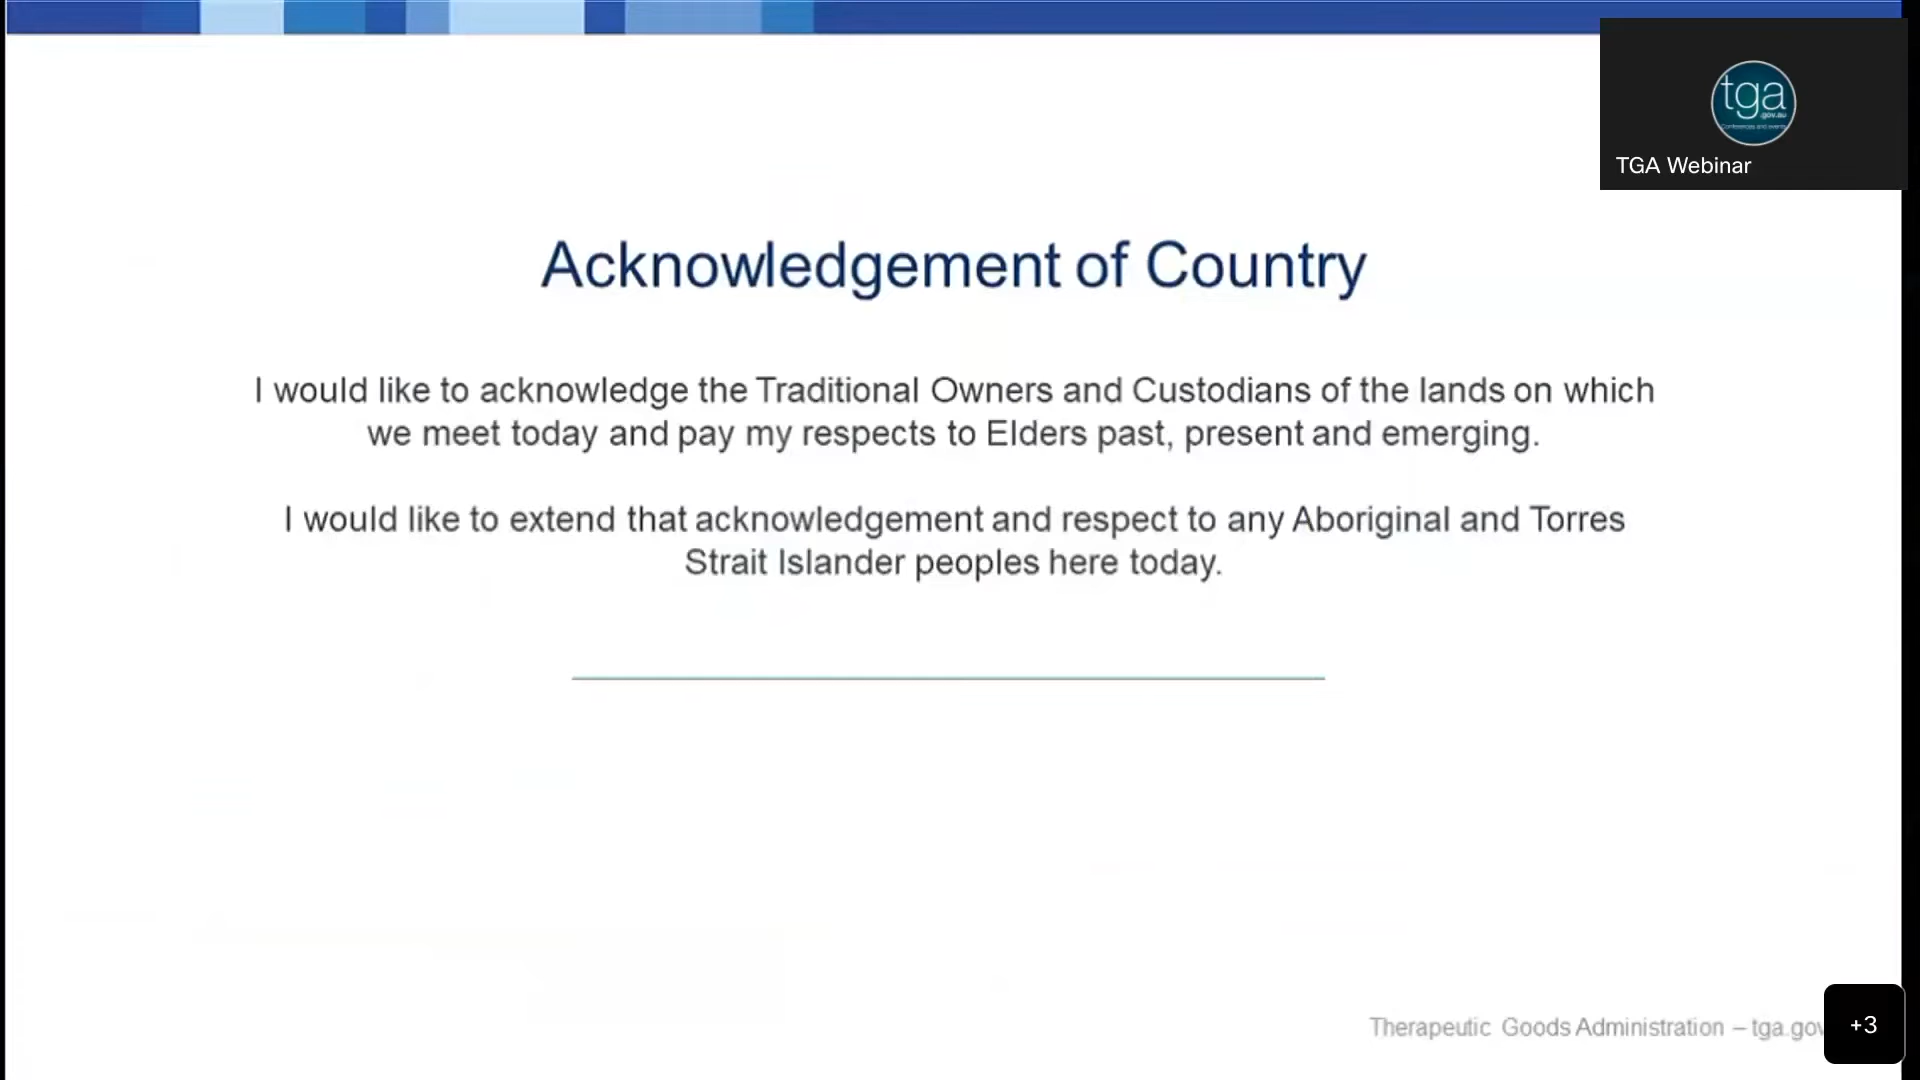 tga
.gov.au
TGA Webinar
Acknowledgement of Country
I would like to acknowledge the Traditional Owners and Custodians of the lands on which
we meet today and pay my respects to Elders past, present and emerging.
I would like to extend that acknowledgement and respect to any Aboriginal and Torres
Strait Islander peoples here today.
Therapeutic Goods Administration – tga.gov
+3